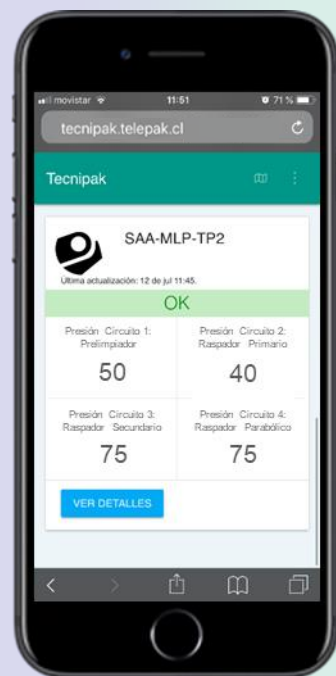 movistar 11:51 71 %
tecnipak.telepak.cl
Tecnipak
SAA-MLP-TP2
Última actualización: 12 de jul 11:45.
OK
Presión Circuito 1:
Prelimpiador
50
Presión Circuito 2:
Raspador Primario
40
Presión Circuito 3:
Raspador Secundario
75
Presión Circuito 4:
Raspador Parabólico
75
VER DETALLES